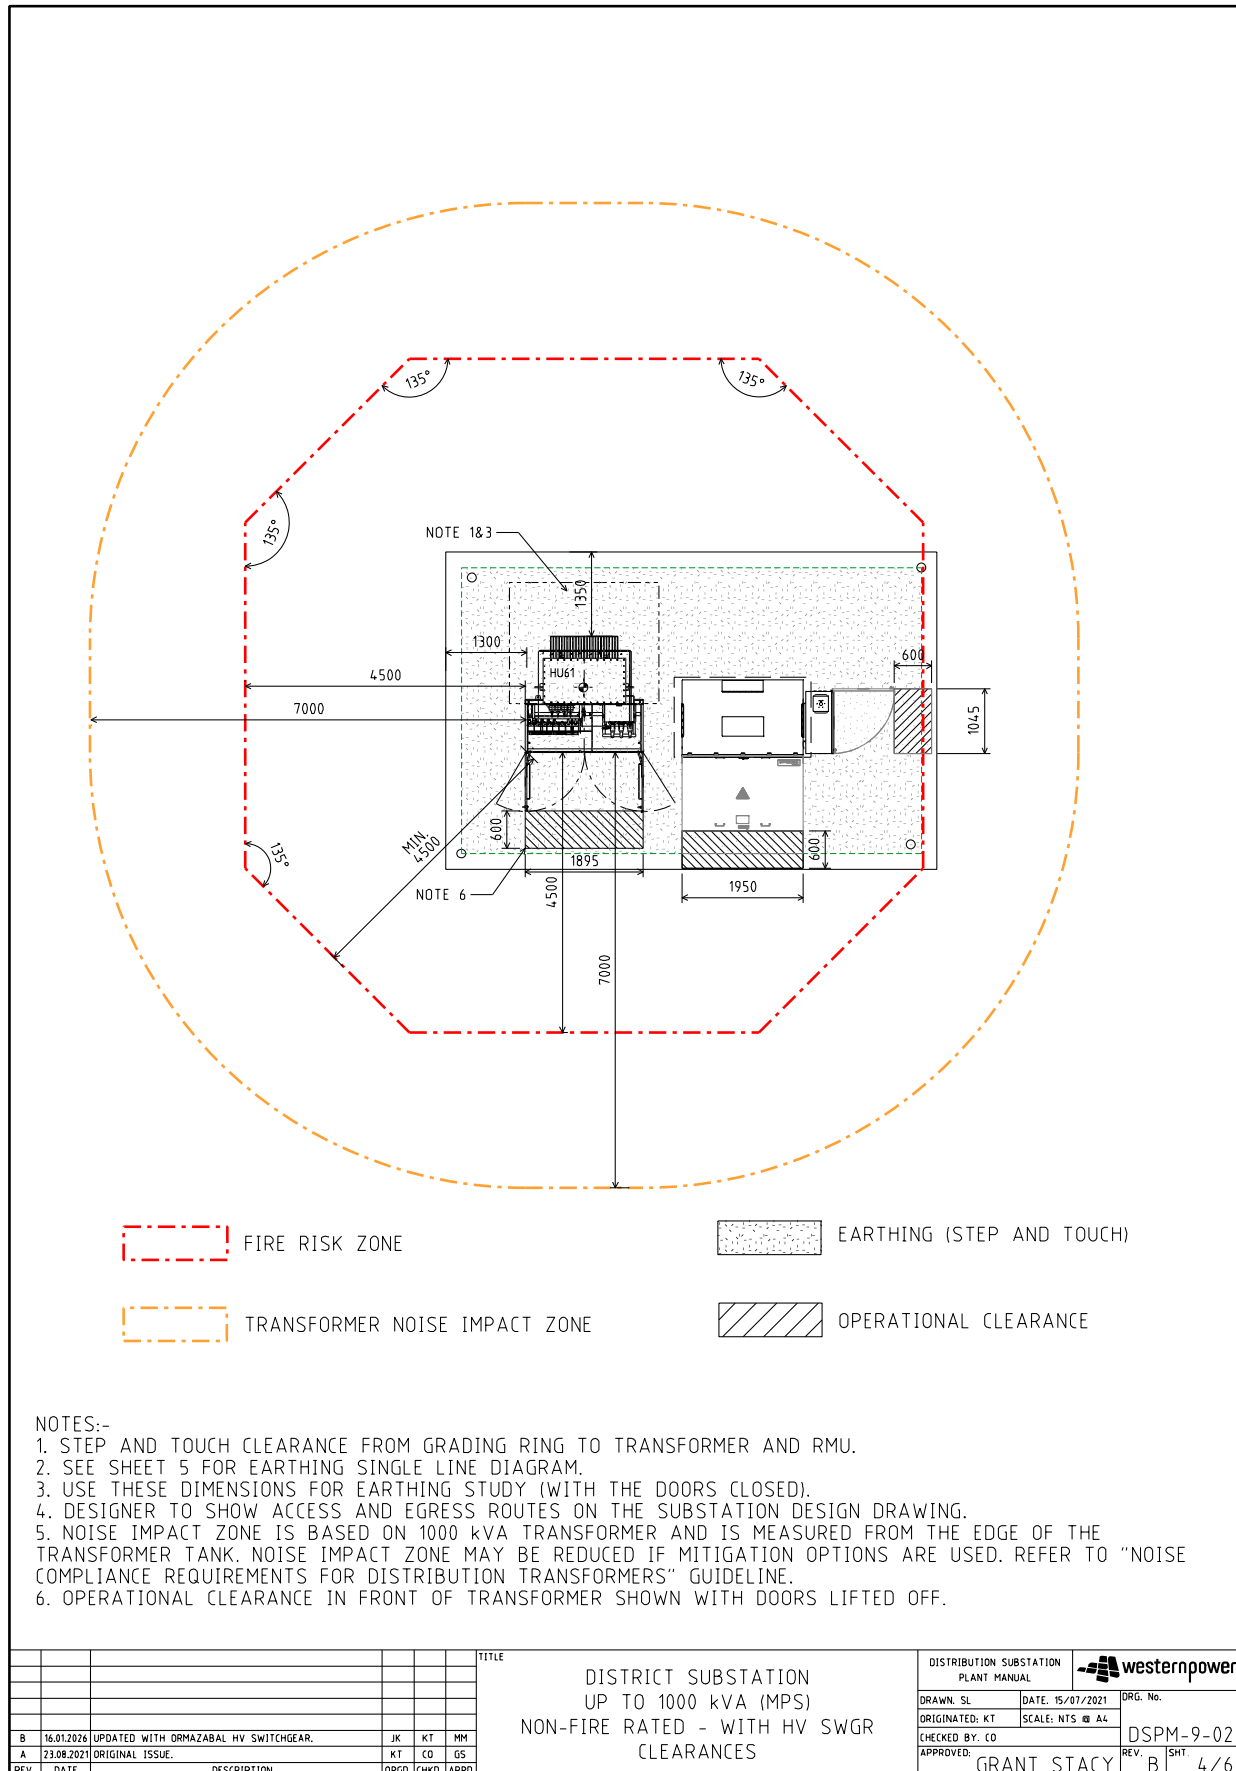 135°
135°
135°
135°
NOTE 1&3
1350
1300
HU61
600
4500
7000
1045
MIN.
4500
600
600
1895
NOTE 6
4500
1950
7000
FIRE RISK ZONE
EARTHING (STEP AND TOUCH)
TRANSFORMER NOISE IMPACT ZONE
OPERATIONAL CLEARANCE
NOTES:-
1. STEP AND TOUCH CLEARANCE FROM GRADING RING TO TRANSFORMER AND RMU.
2. SEE SHEET 5 FOR EARTHING SINGLE LINE DIAGRAM.
3. USE THESE DIMENSIONS FOR EARTHING STUDY (WITH THE DOORS CLOSED).
4. DESIGNER TO SHOW ACCESS AND EGRESS ROUTES ON THE SUBSTATION DESIGN DRAWING.
5. NOISE IMPACT ZONE IS BASED ON 1000 kVA TRANSFORMER AND IS MEASURED FROM THE EDGE OF THE
TRANSFORMER TANK. NOISE IMPACT ZONE MAY BE REDUCED IF MITIGATION OPTIONS ARE USED. REFER TO "NOISE
COMPLIANCE REQUIREMENTS FOR DISTRIBUTION TRANSFORMERS" GUIDELINE.
6. OPERATIONAL CLEARANCE IN FRONT OF TRANSFORMER SHOWN WITH DOORS LIFTED OFF.
B 16.01.2026 UPDATED WITH ORMAZABAL HV SWITCHGEAR. JK KT MM
A 23.08.2021 ORIGINAL ISSUE. KT CO GS
REV. DATE DESCRIPTION ORGD CHKD APRD
TITLE
DISTRICT SUBSTATION
UP TO 1000 kVA (MPS)
NON-FIRE RATED - WITH HV SWGR
CLEARANCES
DISTRIBUTION SUBSTATION
PLANT MANUAL
westernpower
DRAWN. SL DATE. 15/07/2021
ORIGINATED: KT SCALE: NTS @ A4
CHECKED BY. CO
APPROVED: GRANT STACY
DRG. No.
DSPM-9-02
REV. B SHT. 4/6